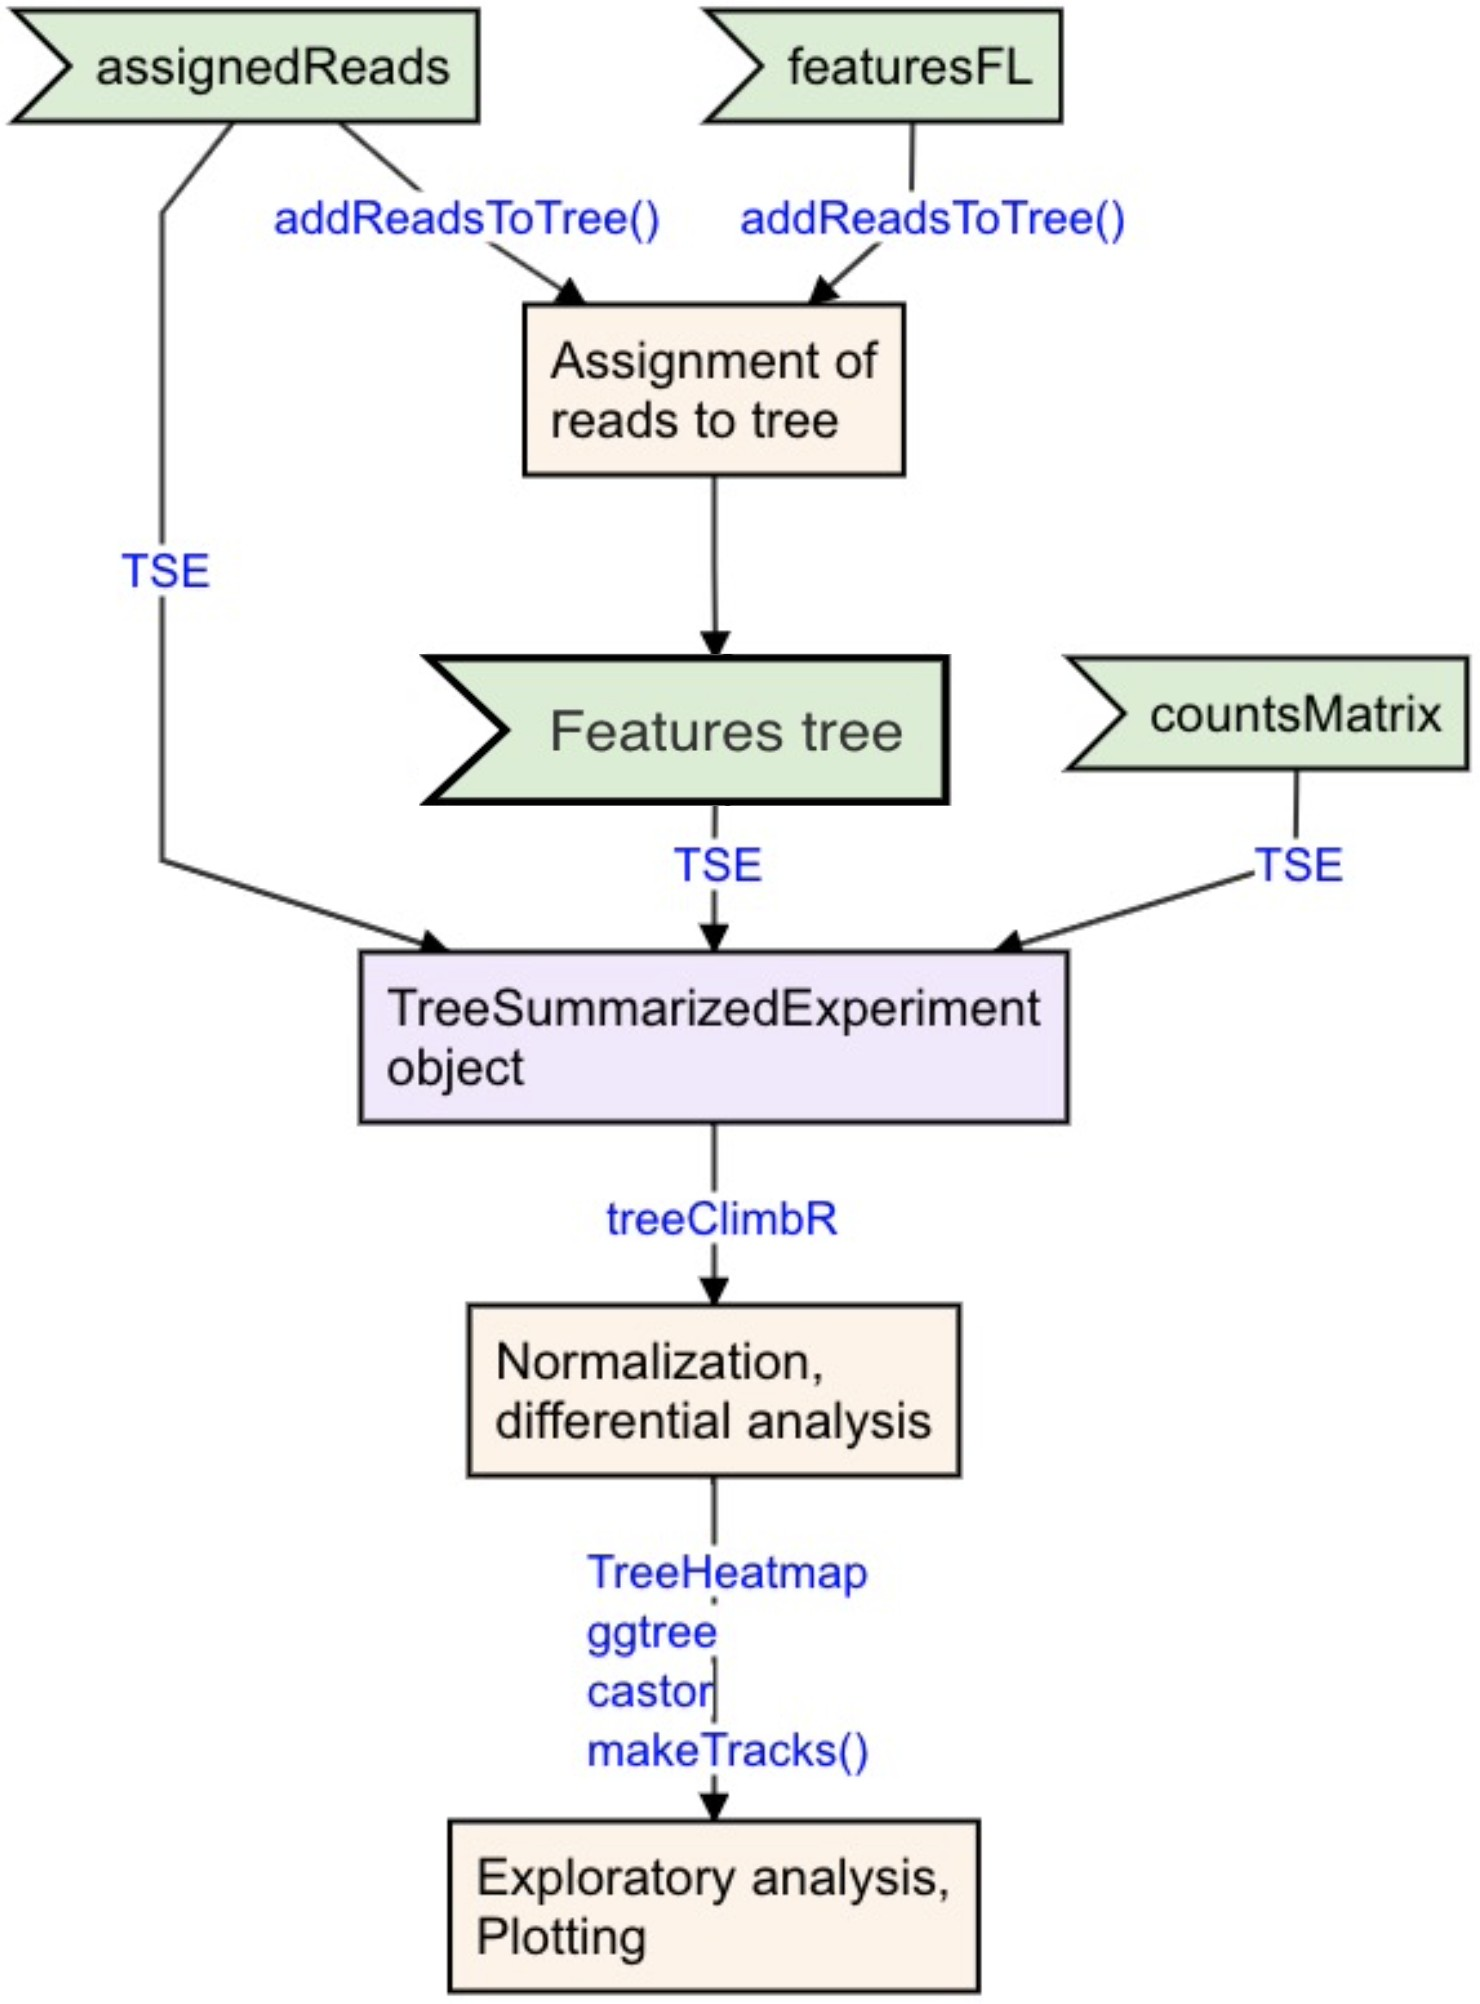 assignedReads
featuresFL
addReadsToTree()
addReadsToTree()
Assignment of
reads to tree
TSE
Features tree
countsMatrix
TSE
TSE
TreeSummarizedExperiment
object
treeClimbR
Normalization,
differential analysis
TreeHeatmap
ggtree
castor
makeTracks()
Exploratory analysis,
Plotting